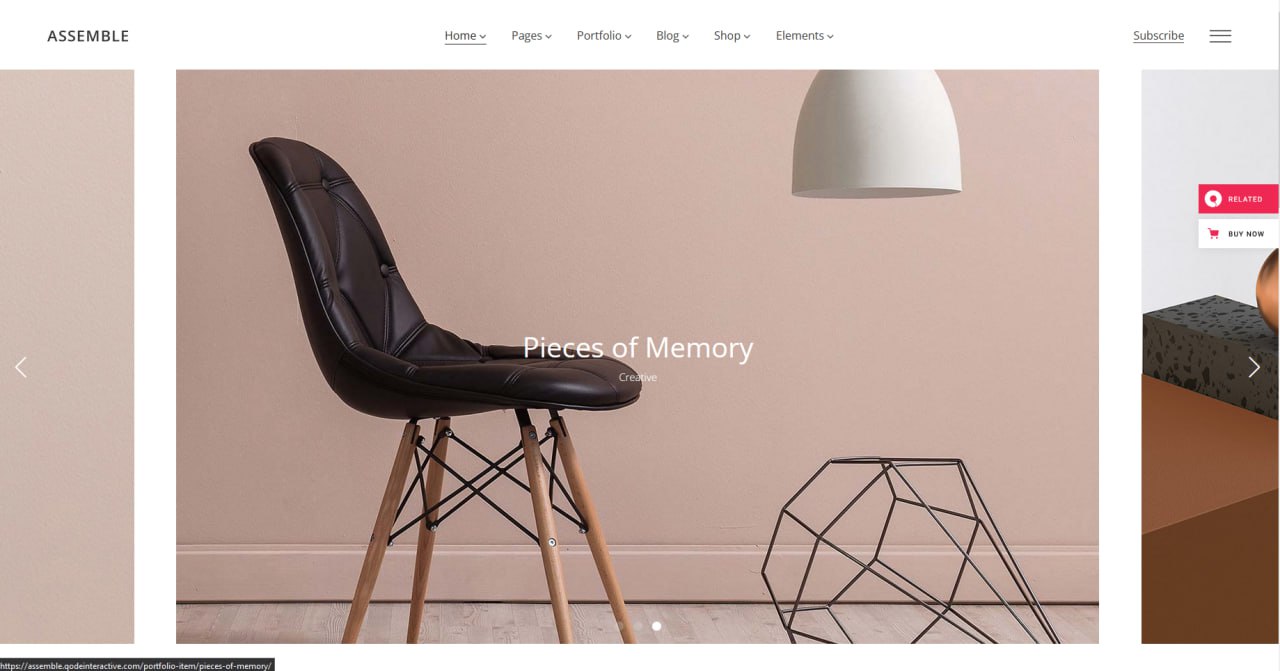 ASSEMBLE
Home Pages Portfolio Blog Shop Elements
Subscribe
RELATED
BUY NOW
Pieces of Memory
Creative
https://assemble.qodeinteractive.com/portfolio-item/pieces-of-memory/